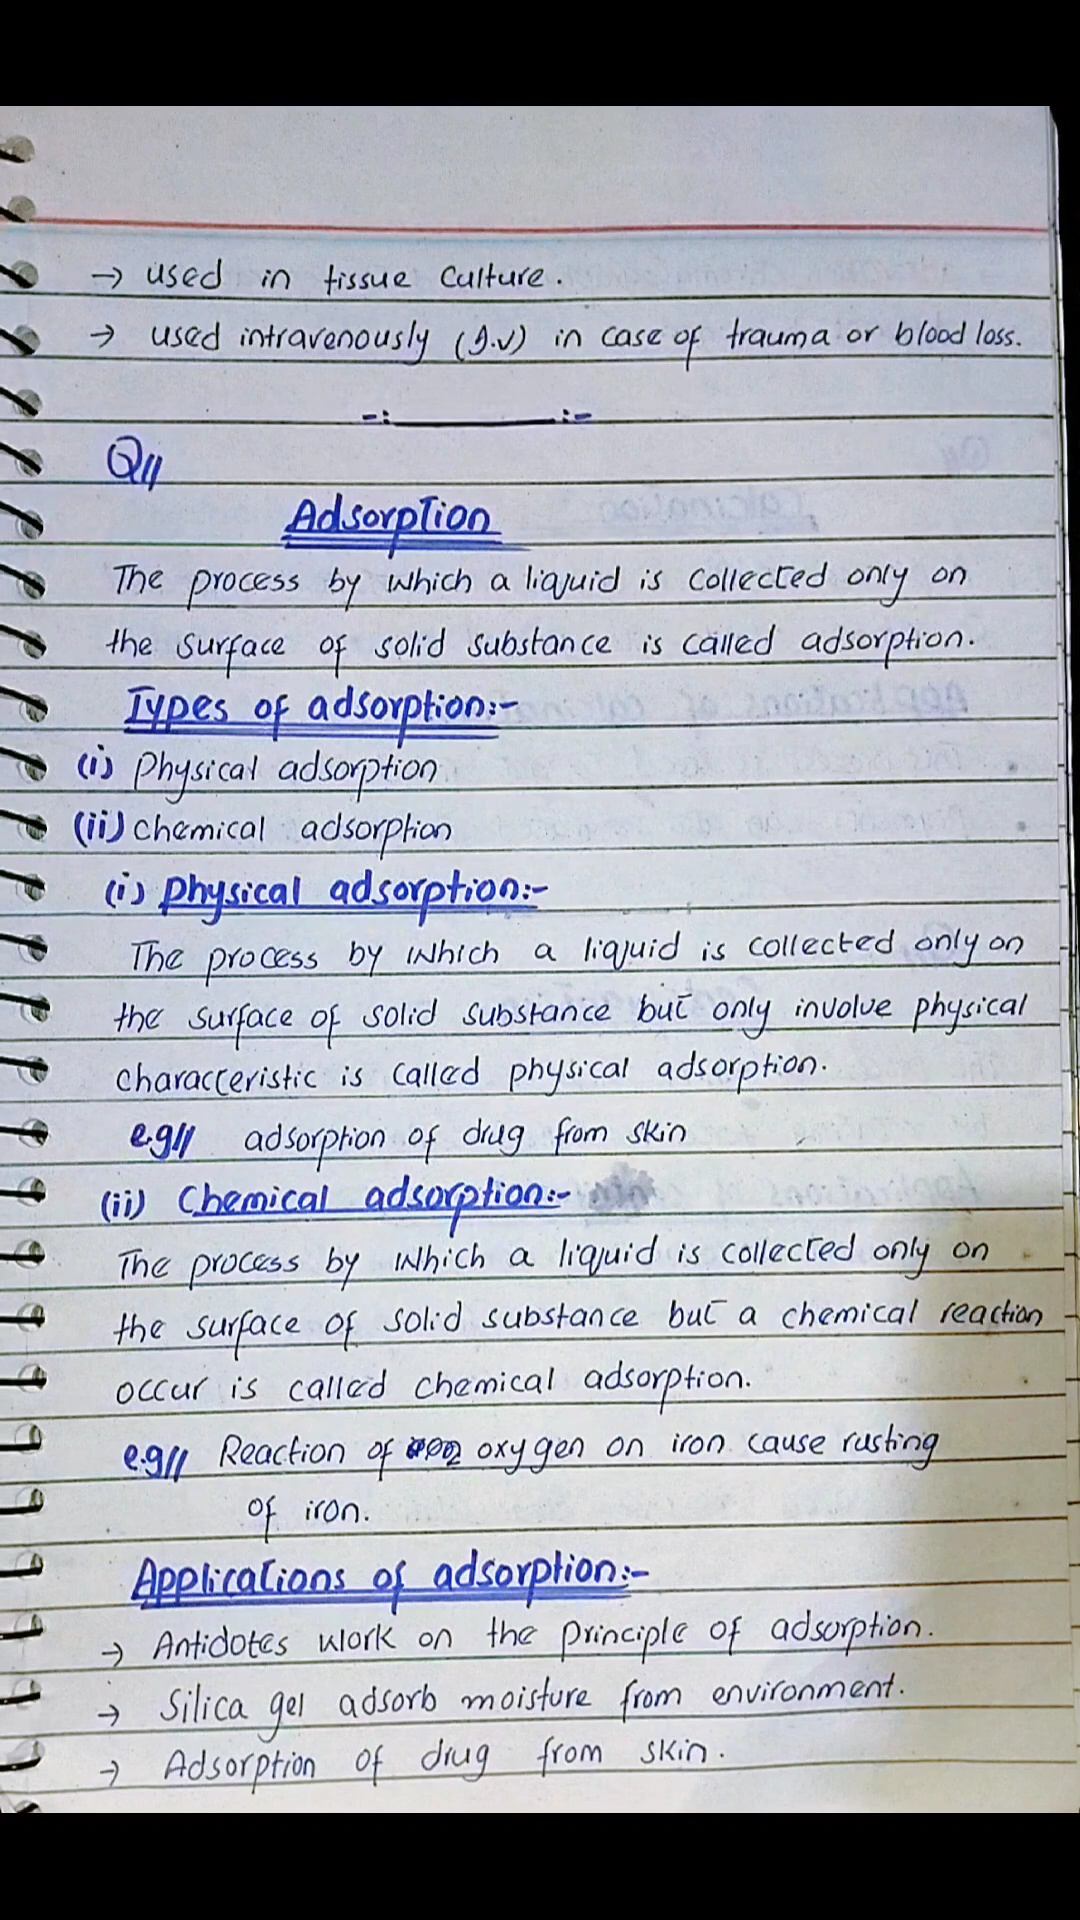 → used in tissue culture.
→ used intravenously (I.V) in case of trauma or blood loss.
-:__________:-
Q//
Adsorption
The process by which a liquid is collected only on
the surface of solid substance is called adsorption.
Types of adsorption:-
(i) physical adsorption
(ii) chemical adsorption
(i) Physical adsorption:-
The process by which a liquid is collected only on
the surface of solid substance but only involve physical
characteristic is called physical adsorption.
e.g// adsorption of drug from skin
(ii) Chemical adsorption:-
The process by which a liquid is collected only on
the surface of solid substance but a chemical reaction
occur is called chemical adsorption.
e.g// Reaction of oxygen on iron cause rusting
of iron.
Applications of adsorption:-
→ Antidotes work on the principle of adsorption.
→ Silica gel adsorb moisture from environment.
→ Adsorption of drug from skin.